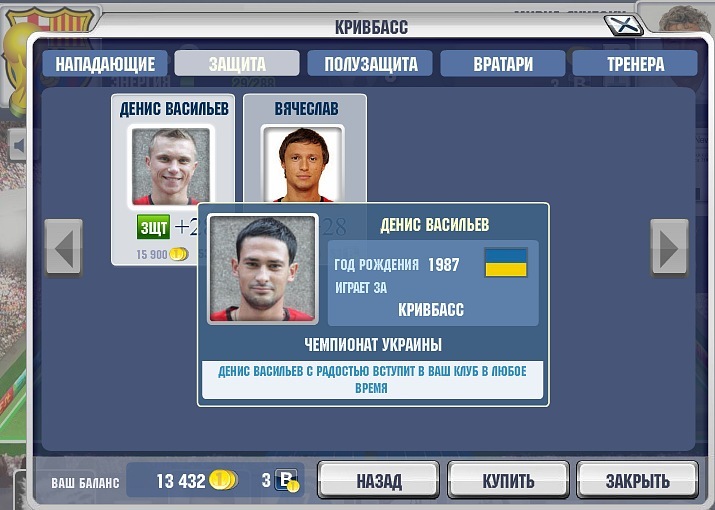 КРИВБАСС
НАПАДАЮЩИЕ
ЗАЩИТА
ПОЛУЗАЩИТА
ВРАТАРИ
ТРЕНЕРА
ДЕНИС ВАСИЛЬЕВ
ВЯЧЕСЛАВ
ЗЩТ
15 900
28
ДЕНИС ВАСИЛЬЕВ
ГОД РОЖДЕНИЯ 1987
ИГРАЕТ ЗА
КРИВБАСС
ЧЕМПИОНАТ УКРАИНЫ
ДЕНИС ВАСИЛЬЕВ С РАДОСТЬЮ ВСТУПИТ В ВАШ КЛУБ В ЛЮБОЕ
ВРЕМЯ
ВАШ БАЛАНС
13 432
3 В
НАЗАД
КУПИТЬ
ЗАКРЫТЬ